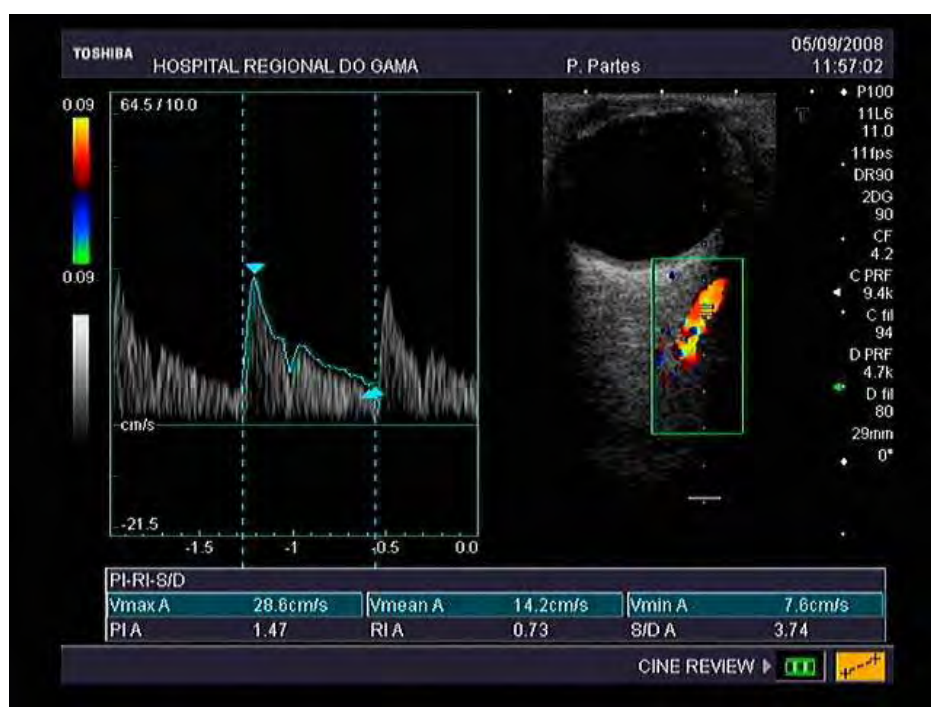 TOSHIBA
HOSPITAL REGIONAL DO GAMA
P. Partes
05/09/2008
11:57:02
0.09
0.09
64.5 / 10.0
cm/s
-21.5
-1.5
-1
-0.5
0.0
T
P100
11L6
11.0
11fps
DR90
2DG
90
CF
4.2
C PRF
9.4k
C fil
94
D PRF
4.7k
D fil
80
29mm
0°
PI-RI-S/D
Vmax A 28.6cm/s Vmean A 14.2cm/s Vmin A 7.6cm/s
PI A 1.47 RI A 0.73 S/D A 3.74
CINE REVIEW